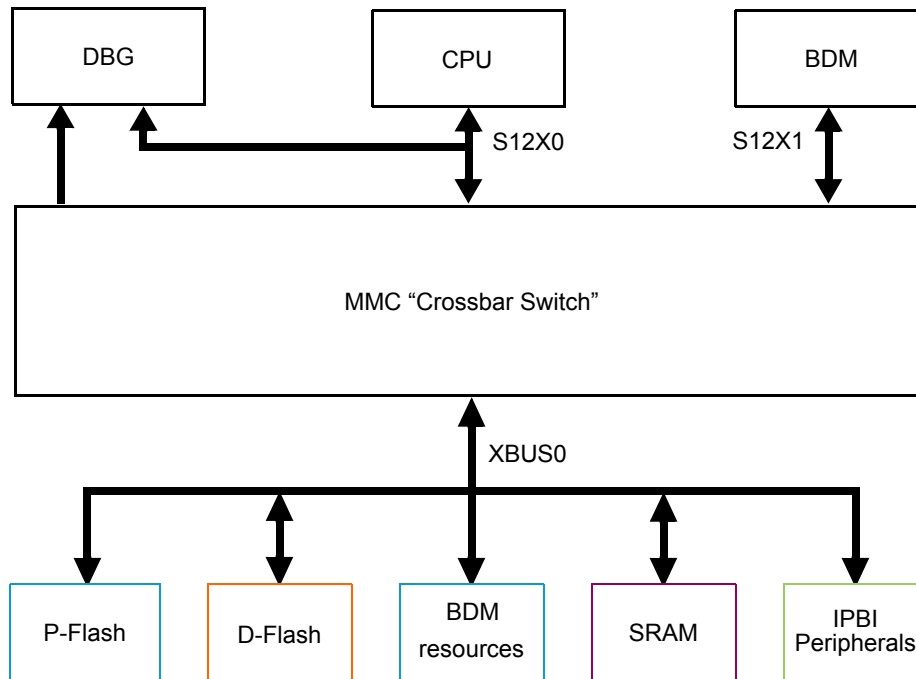 DBG
CPU
BDM
S12X0
S12X1
MMC “Crossbar Switch”
XBUS0
P-Flash
D-Flash
BDM
resources
SRAM
IPBI
Peripherals